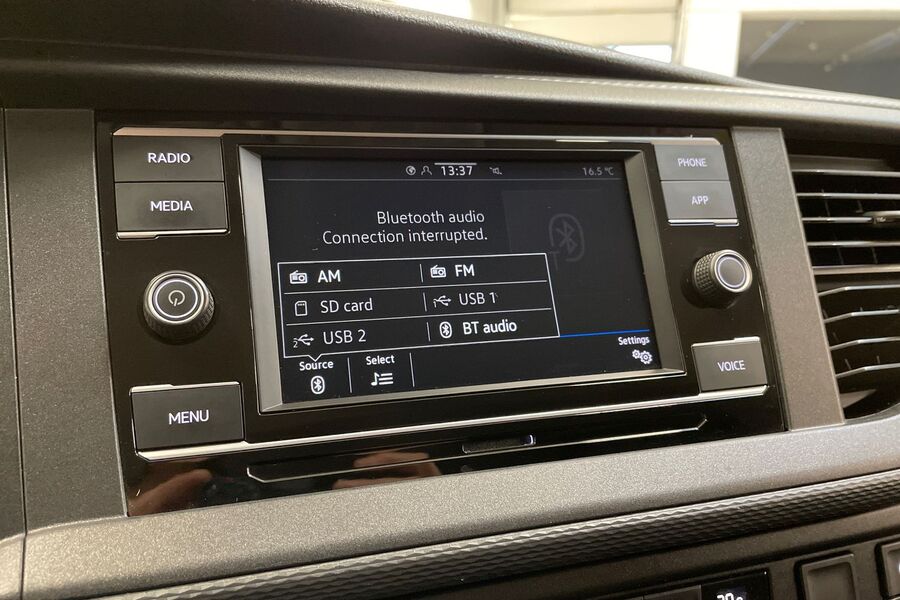 RADIO
MEDIA
MENU
13:37
16.5 °C
Bluetooth audio
Connection interrupted.
AM FM
SD card USB 1
USB 2 BT audio
Source Select Settings
PHONE
APP
VOICE